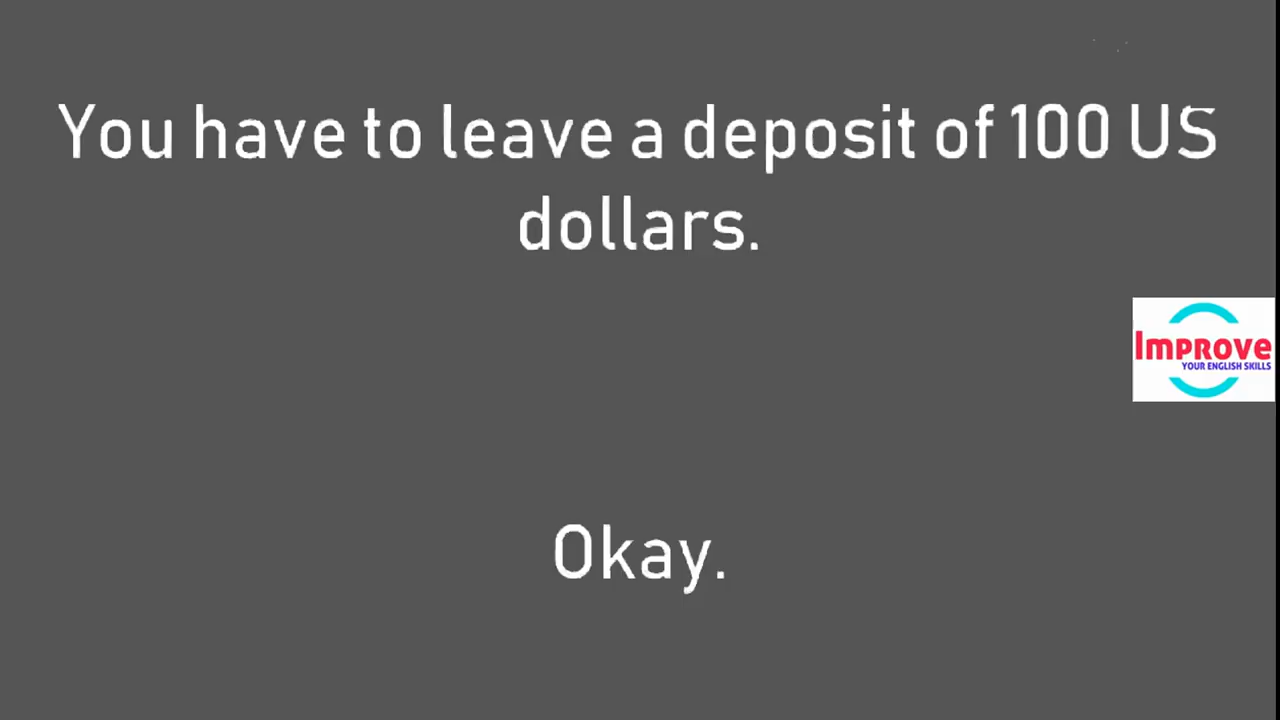 You have to leave a deposit of 100 US
dollars.
Improve
YOUR ENGLISH SKILLS
Okay.